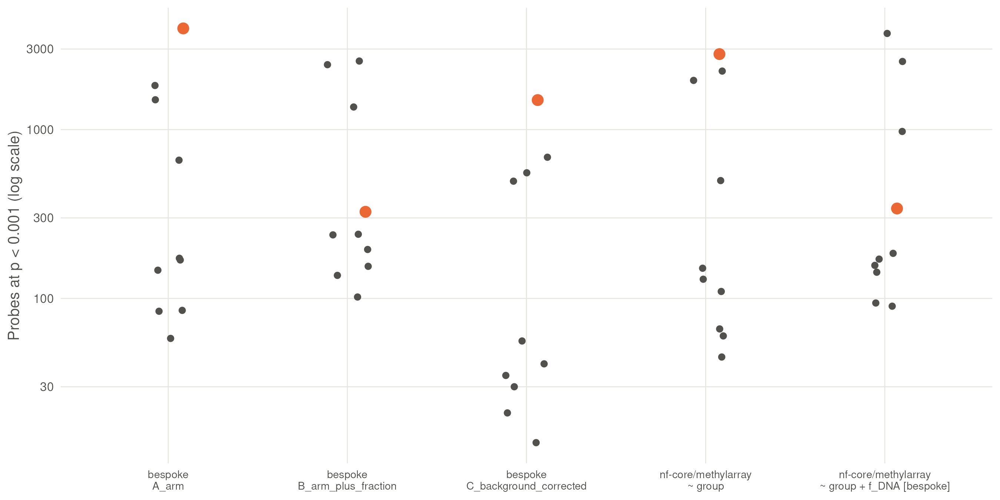 Probes at p < 0.001 (log scale)
3000
1000
300
100
30
bespoke
A_arm
bespoke
B_arm_plus_fraction
bespoke
C_background_corrected
nf-core/methylarray
~ group
nf-core/methylarray
~ group + f_DNA [bespoke]